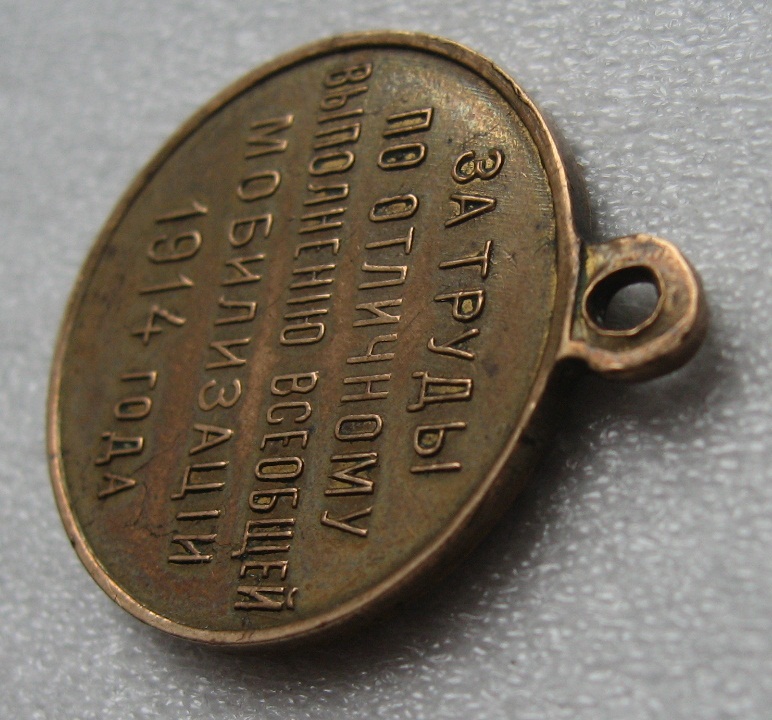 ЗА ТРУДЫ
ПО ОТЛИЧНОМУ
ВЫПОЛНЕНІЮ ВСЕОБЩЕЙ
МОБИЛИЗАЦІИ
1914 ГОДА